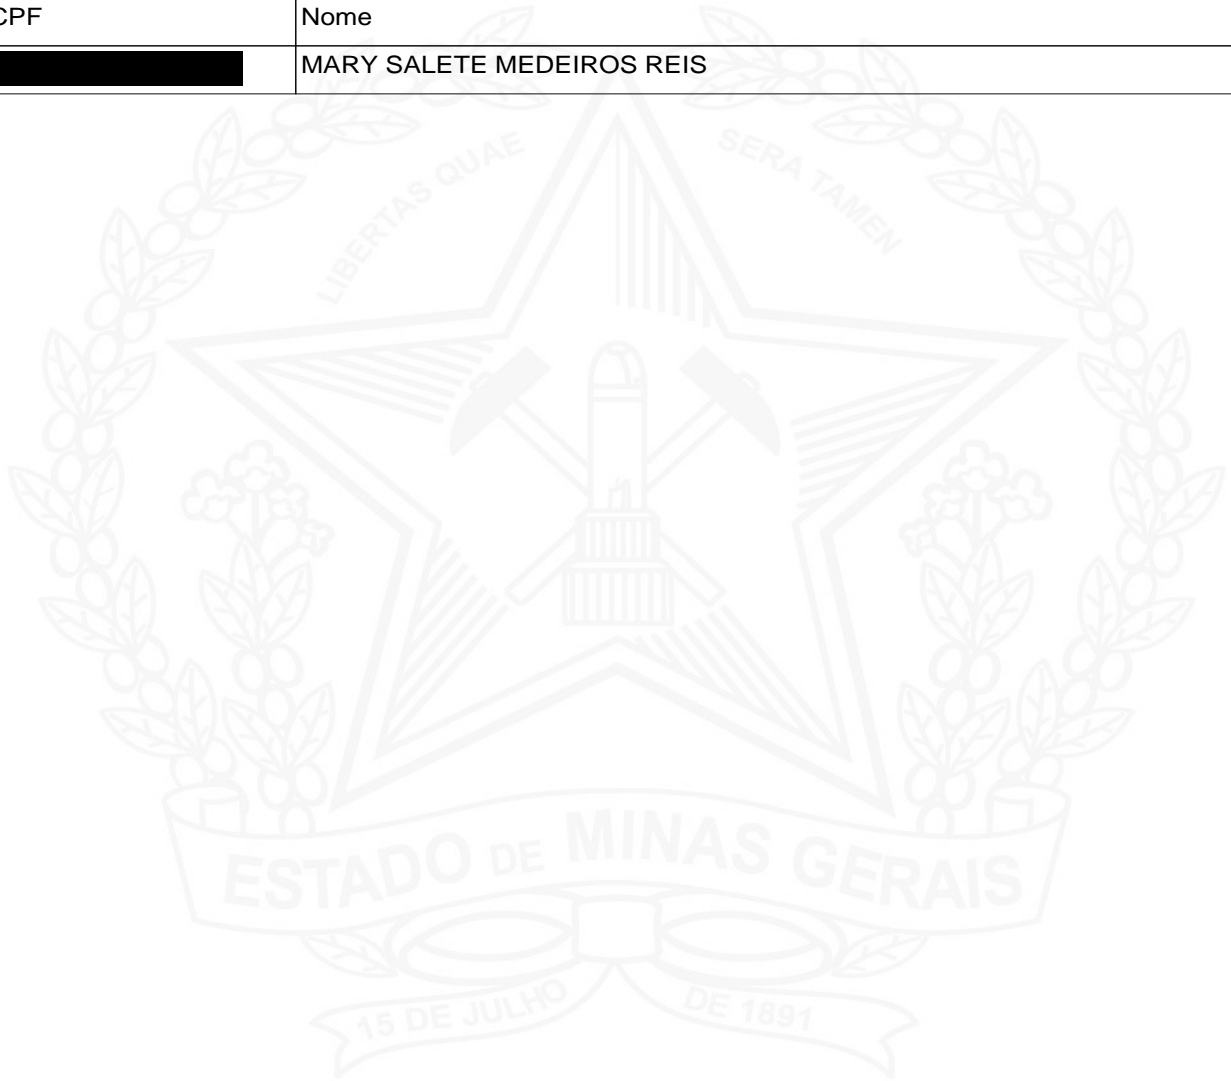 CPF Nome
MARY SALETE MEDEIROS REIS
LIBERTAS QUAE SERA TAMEN
ESTADO DE MINAS GERAIS
15 DE JULHO DE 1891